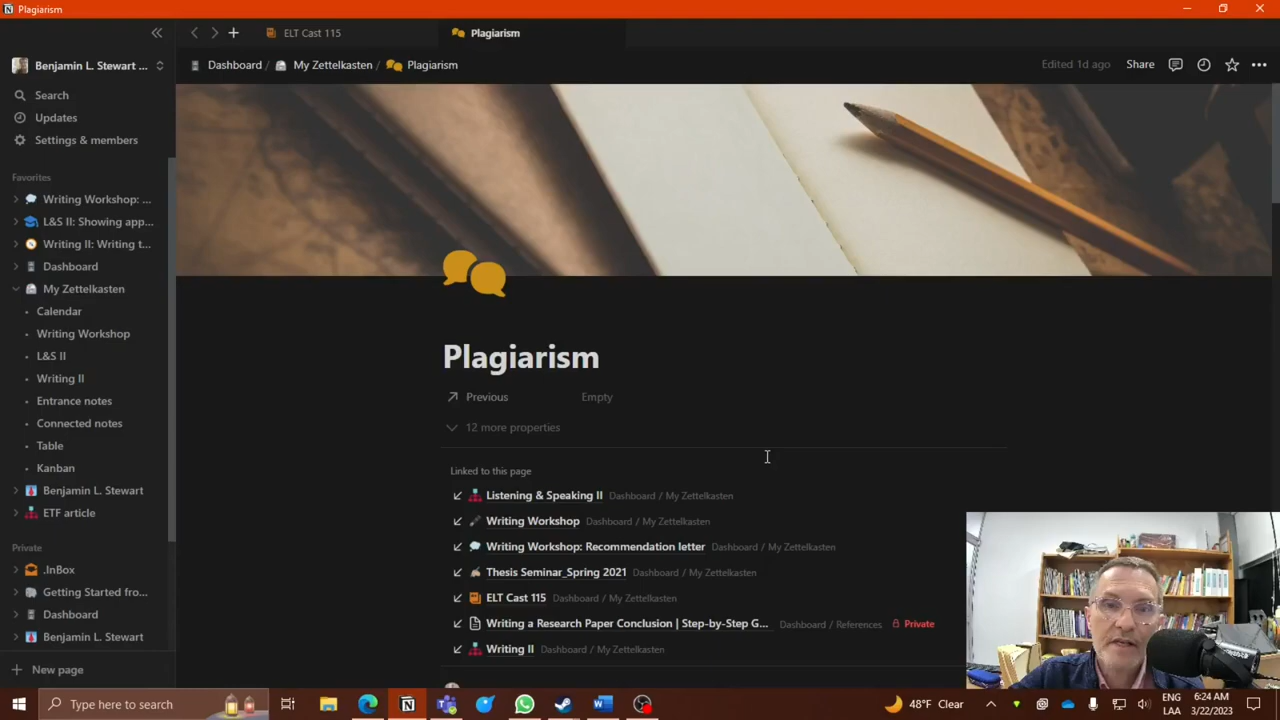 Plagiarism
Benjamin L. Stewart ...
Search
Updates
Settings & members
Favorites
Writing Workshop: ...
L&S II: Showing app...
Writing II: Writing t...
Dashboard
My Zettelkasten
Calendar
Writing Workshop
L&S II
Writing II
Entrance notes
Connected notes
Table
Kanban
Benjamin L. Stewart
ETF article
Private
.InBox
Getting Started fro...
Dashboard
Benjamin L. Stewart
New page
ELT Cast 115
Plagiarism
Dashboard / My Zettelkasten / Plagiarism
Edited 1d ago
Share
Plagiarism
Previous Empty
12 more properties
Linked to this page
Listening & Speaking II Dashboard / My Zettelkasten
Writing Workshop Dashboard / My Zettelkasten
Writing Workshop: Recommendation letter Dashboard / My Zettelkasten
Thesis Seminar_Spring 2021 Dashboard / My Zettelkasten
ELT Cast 115 Dashboard / My Zettelkasten
Writing a Research Paper Conclusion | Step-by-Step G... Dashboard / References Private
Writing II Dashboard / My Zettelkasten
Type here to search
48°F Clear
ENG
LAA
6:24 AM
3/22/2023